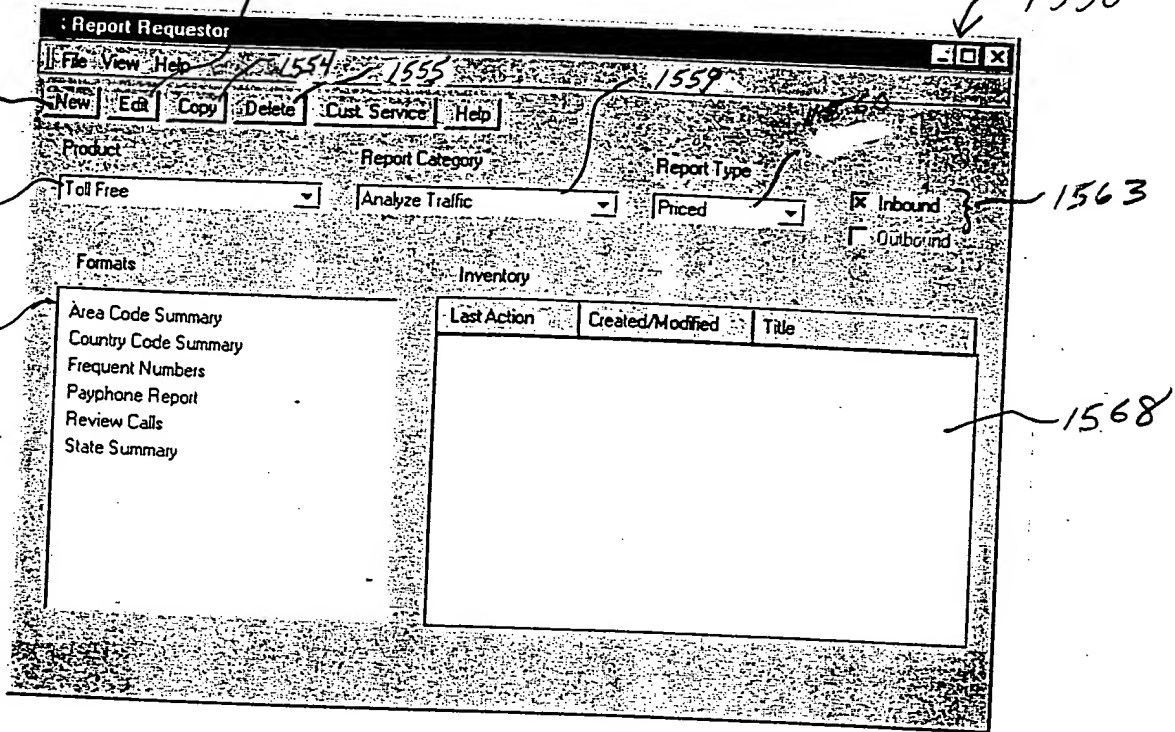 : Report Requestor
File View Help
1554
1555
1559
New Edit Copy Delete Cust. Service Help
Product
Report Category
Report Type
Toll Free
Analyze Traffic
Priced
Inbound
1563
Outbound
Formats
Inventory
Area Code Summary
Country Code Summary
Frequent Numbers
Payphone Report
Review Calls
State Summary
Last Action
Created/Modified
Title
1568